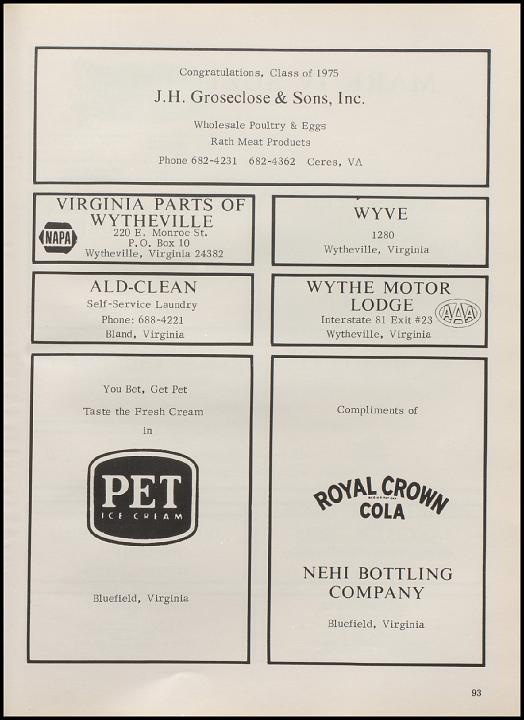 Congratulations, Class of 1975
J.H. Groseclose & Sons, Inc.
Wholesale Poultry & Eggs
Rath Meat Products
Phone 682-4231 682-4362 Ceres, VA
VIRGINIA PARTS OF
WYTHEVILLE
NAPA
220 E. Monroe St.
P.O. Box 10
Wytheville, Virginia 24382
WYVE
1280
Wytheville, Virginia
ALD-CLEAN
Self-Service Laundry
Phone: 688-4221
Bland, Virginia
WYTHE MOTOR
LODGE
Interstate 81 Exit #23
AAA
Wytheville, Virginia
You Bet, Get Pet
Taste the Fresh Cream
in
PET
ICE CREAM
Bluefield, Virginia
Compliments of
ROYAL CROWN
COLA
NEHI BOTTLING
COMPANY
Bluefield, Virginia
93